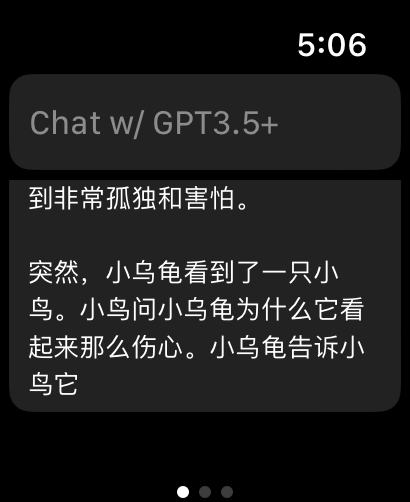 5:06
Chat w/ GPT3.5+
到非常孤独和害怕。
突然，小乌龟看到了一只小
鸟。小鸟问小乌龟为什么它看
起来那么伤心。小乌龟告诉小
鸟它